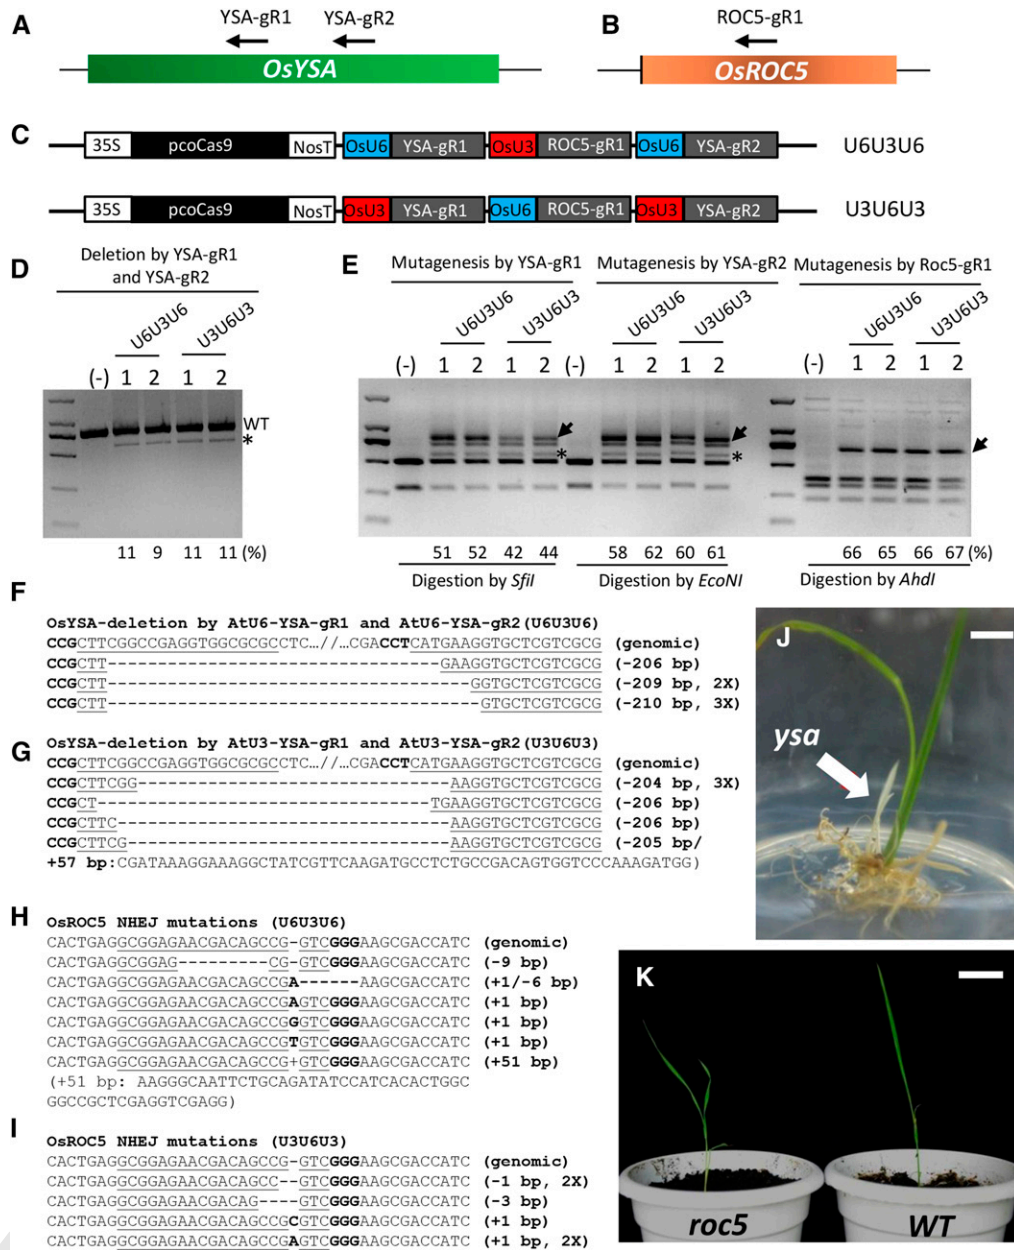 A
YSA-gR1
YSA-gR2
OsYSA
B
ROC5-gR1
OsROC5
C
35S
pcoCas9
NosT
OsU6
YSA-gR1
OsU3
ROC5-gR1
OsU6
YSA-gR2
U6U3U6
35S
pcoCas9
NosT
OsU3
YSA-gR1
OsU6
ROC5-gR1
OsU3
YSA-gR2
U3U6U3
D
Deletion by YSA-gR1
and YSA-gR2
U6U3U6
U3U6U3
(-) 1 2 1 2
WT
*
11 9 11 11 (%)
E
Mutagenesis by YSA-gR1
Mutagenesis by YSA-gR2
Mutagenesis by Roc5-gR1
U6U3U6
U3U6U3
U6U3U6
U3U6U3
U6U3U6
U3U6U3
(-) 1 2 1 2 (-) 1 2 1 2 (-) 1 2 1 2
*
*
51 52 42 44 58 62 60 61 66 65 66 67 (%)
Digestion by SfiI
Digestion by EcoNI
Digestion by AhdI
F
OsYSA-deletion by AtU6-YSA-gR1 and AtU6-YSA-gR2(U6U3U6)
CCGCTTCGGCCGAGGTGGCGCGCCTC…//…CGACCTCATGAAGGTGCTCGTCGCG (genomic)
CCGCTT---------------------------------GAAGGTGCTCGTCGCG (-206 bp)
CCGCTT------------------------------------GGTGCTCGTCGCG (-209 bp, 2X)
CCGCTT-------------------------------------GTGCTCGTCGCG (-210 bp, 3X)
G
OsYSA-deletion by AtU3-YSA-gR1 and AtU3-YSA-gR2(U3U6U3)
CCGCTTCGGCCGAGGTGGCGCGCCTC…//…CGACCTCATGAAGGTGCTCGTCGCG (genomic)
CCGCTTCGG-------------------------------AAGGTGCTCGTCGCG (-204 bp, 3X)
CCGCT---------------------------------TGAAGGTGCTCGTCGCG (-206 bp)
CCGCTTC---------------------------------AAGGTGCTCGTCGCG (-206 bp)
CCGCTTCG--------------------------------AAGGTGCTCGTCGCG (-205 bp/
+57 bp:CGATAAAGGAAAGGCTATCGTTCAAGATGCCTCTGCCGACAGTGGTCCCAAAGATGG)
H
OsROC5 NHEJ mutations (U6U3U6)
CACTGAGGCGGAGAACGACAGCCG-GTCGGGAAGCGACCATC (genomic)
CACTGAGGCGGAG---------CG-GTCGGGAAGCGACCATC (-9 bp)
CACTGAGGCGGAGAACGACAGCCGA------AAGCGACCATC (+1/-6 bp)
CACTGAGGCGGAGAACGACAGCCGAGTCGGGAAGCGACCATC (+1 bp)
CACTGAGGCGGAGAACGACAGCCGGGTCGGGAAGCGACCATC (+1 bp)
CACTGAGGCGGAGAACGACAGCCGTGTCGGGAAGCGACCATC (+1 bp)
CACTGAGGCGGAGAACGACAGCCG+GTCGGGAAGCGACCATC (+51 bp)
(+51 bp: AAGGGCAATTCTGCAGATATCCATCACACTGGC
GGCCGCTCGAGGTCGAGG)
I
OsROC5 NHEJ mutations (U3U6U3)
CACTGAGGCGGAGAACGACAGCCG-GTCGGGAAGCGACCATC (genomic)
CACTGAGGCGGAGAACGACAGCC--GTCGGGAAGCGACCATC (-1 bp, 2X)
CACTGAGGCGGAGAACGACAG----GTCGGGAAGCGACCATC (-3 bp)
CACTGAGGCGGAGAACGACAGCCGCGTCGGGAAGCGACCATC (+1 bp)
CACTGAGGCGGAGAACGACAGCCGAGTCGGGAAGCGACCATC (+1 bp, 2X)
J
ysa
K
roc5
WT